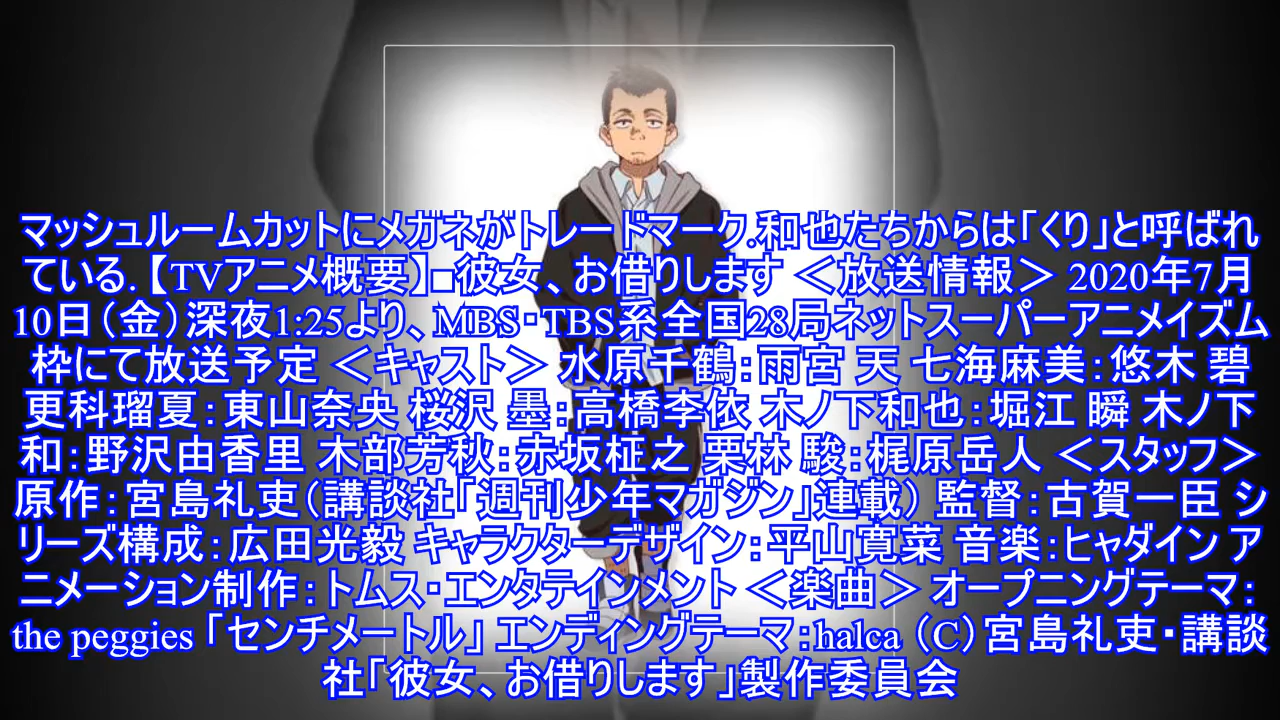 マッシュルームカットにメガネがトレードマーク.和也たちからは「くり」と呼ばれ
ている.【TVアニメ概要】■彼女、お借りします ＜放送情報＞ 2020年7月
10日（金）深夜1:25より、MBS・TBS系全国28局ネットスーパーアニメイズム
枠にて放送予定 ＜キャスト＞ 水原千鶴：雨宮 天 七海麻美：悠木 碧
更科瑠夏：東山奈央 桜沢 墨：高橋李依 木ノ下和也：堀江 瞬 木ノ下
和：野沢由香里 木部芳秋：赤坂柾之 栗林 駿：梶原岳人 ＜スタッフ＞
原作：宮島礼吏（講談社「週刊少年マガジン」連載） 監督：古賀一臣 シ
リーズ構成：広田光毅 キャラクターデザイン：平山寛菜 音楽：ヒャダイン ア
ニメーション制作：トムス・エンタテインメント ＜楽曲＞ オープニングテーマ：
the peggies「センチメートル」 エンディングテーマ：halca （C）宮島礼吏・講談
社「彼女、お借りします」製作委員会